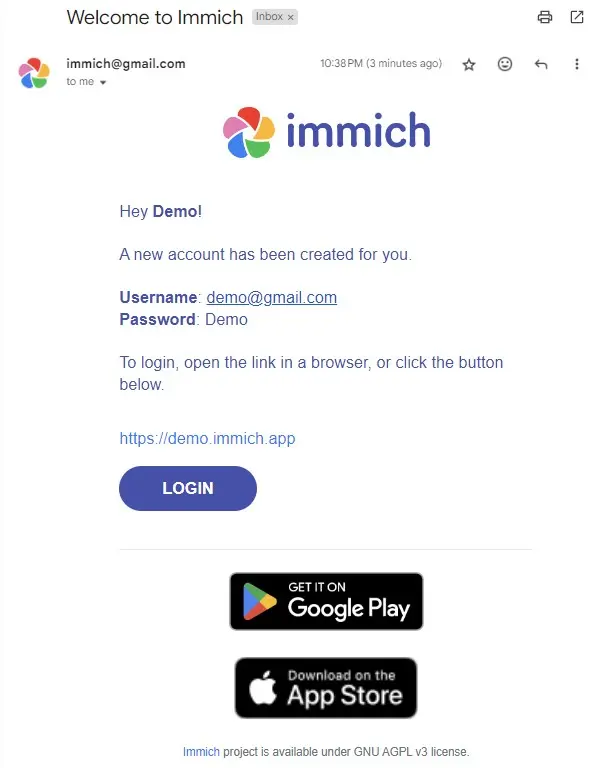 Welcome to Immich Inbox ×
immich@gmail.com 10:38 PM (3 minutes ago)
to me
immich
Hey Demo!
A new account has been created for you.
Username: demo@gmail.com
Password: Demo
To login, open the link in a browser, or click the button
below.
https://demo.immich.app
LOGIN
GET IT ON
Google Play
Download on the
App Store
Immich project is available under GNU AGPL v3 license.